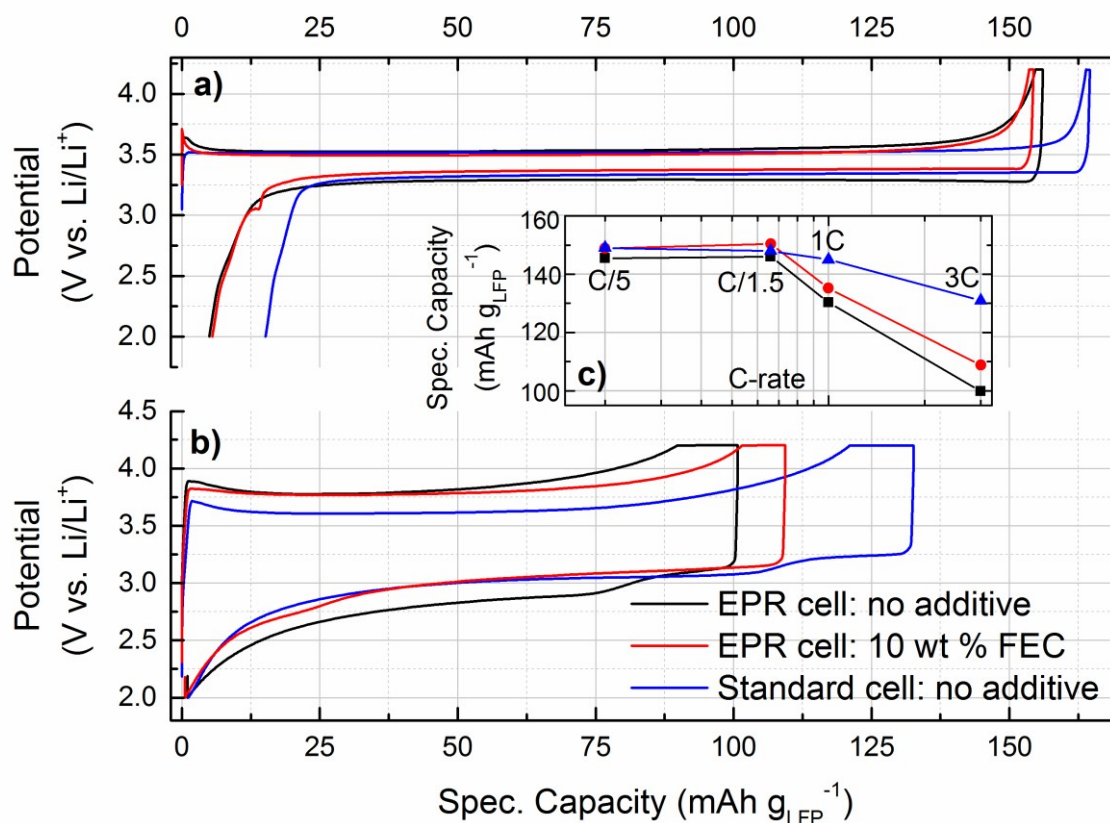 0 25 50 75 100 125 150
a)
4.0
3.5
3.0
2.5
2.0
Potential
(V vs. Li/Li⁺)
Spec. Capacity
(mAh g_LFP⁻¹)
160
140
120
100
C/5
C/1.5
1C
3C
c)
C-rate
b)
4.5
4.0
3.5
3.0
2.5
2.0
Potential
(V vs. Li/Li⁺)
EPR cell: no additive
EPR cell: 10 wt % FEC
Standard cell: no additive
0 25 50 75 100 125 150
Spec. Capacity (mAh g_LFP⁻¹)